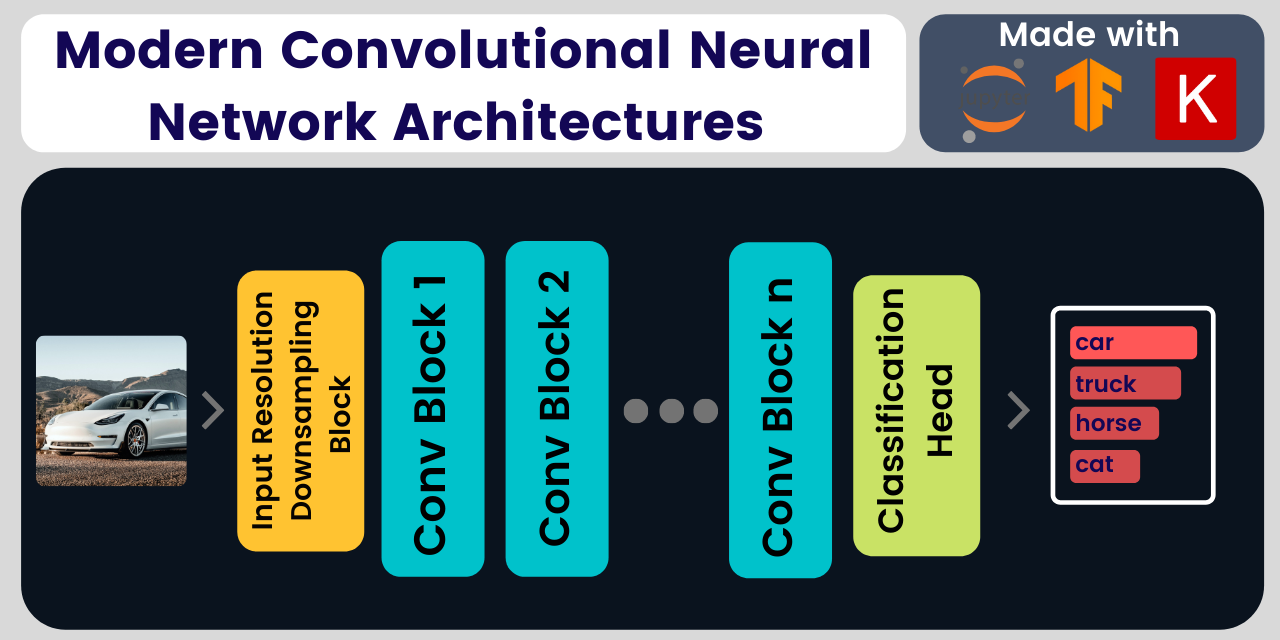 Modern Convolutional Neural
Network Architectures
Made with
K
Input Resolution
Downsampling
Block
Conv Block 1
Conv Block 2
Conv Block n
Classification
Head
car
truck
horse
cat